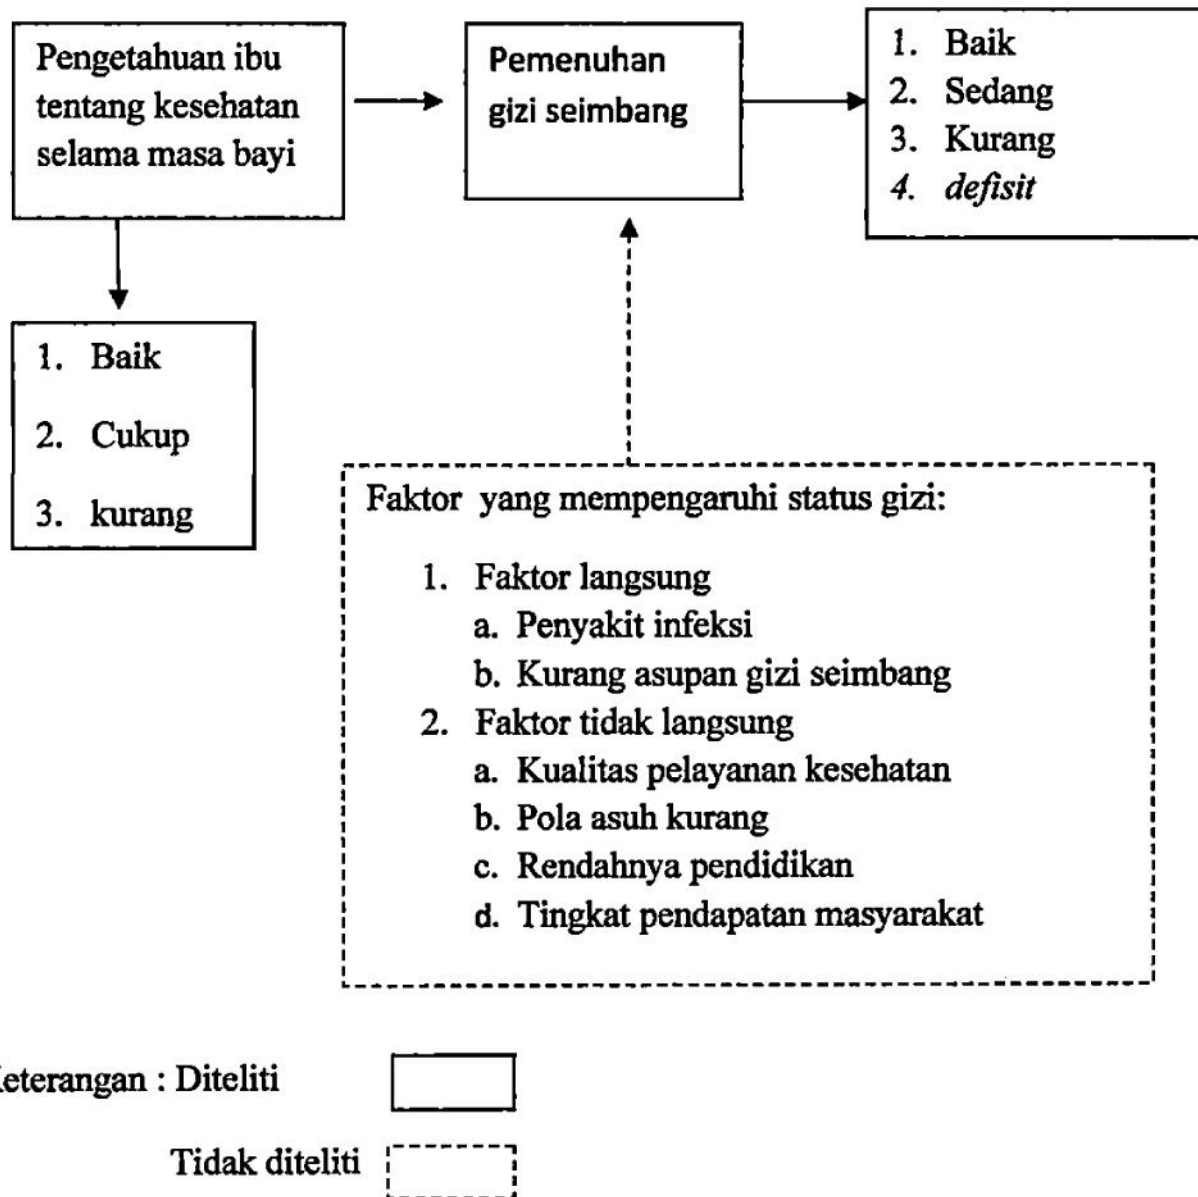 Pengetahuan ibu
tentang kesehatan
selama masa bayi
Pemenuhan
gizi seimbang
1. Baik
2. Sedang
3. Kurang
4. defisit
1. Baik
2. Cukup
3. kurang
Faktor yang mempengaruhi status gizi:
1. Faktor langsung
a. Penyakit infeksi
b. Kurang asupan gizi seimbang
2. Faktor tidak langsung
a. Kualitas pelayanan kesehatan
b. Pola asuh kurang
c. Rendahnya pendidikan
d. Tingkat pendapatan masyarakat
eterangan : Diteliti
Tidak diteliti